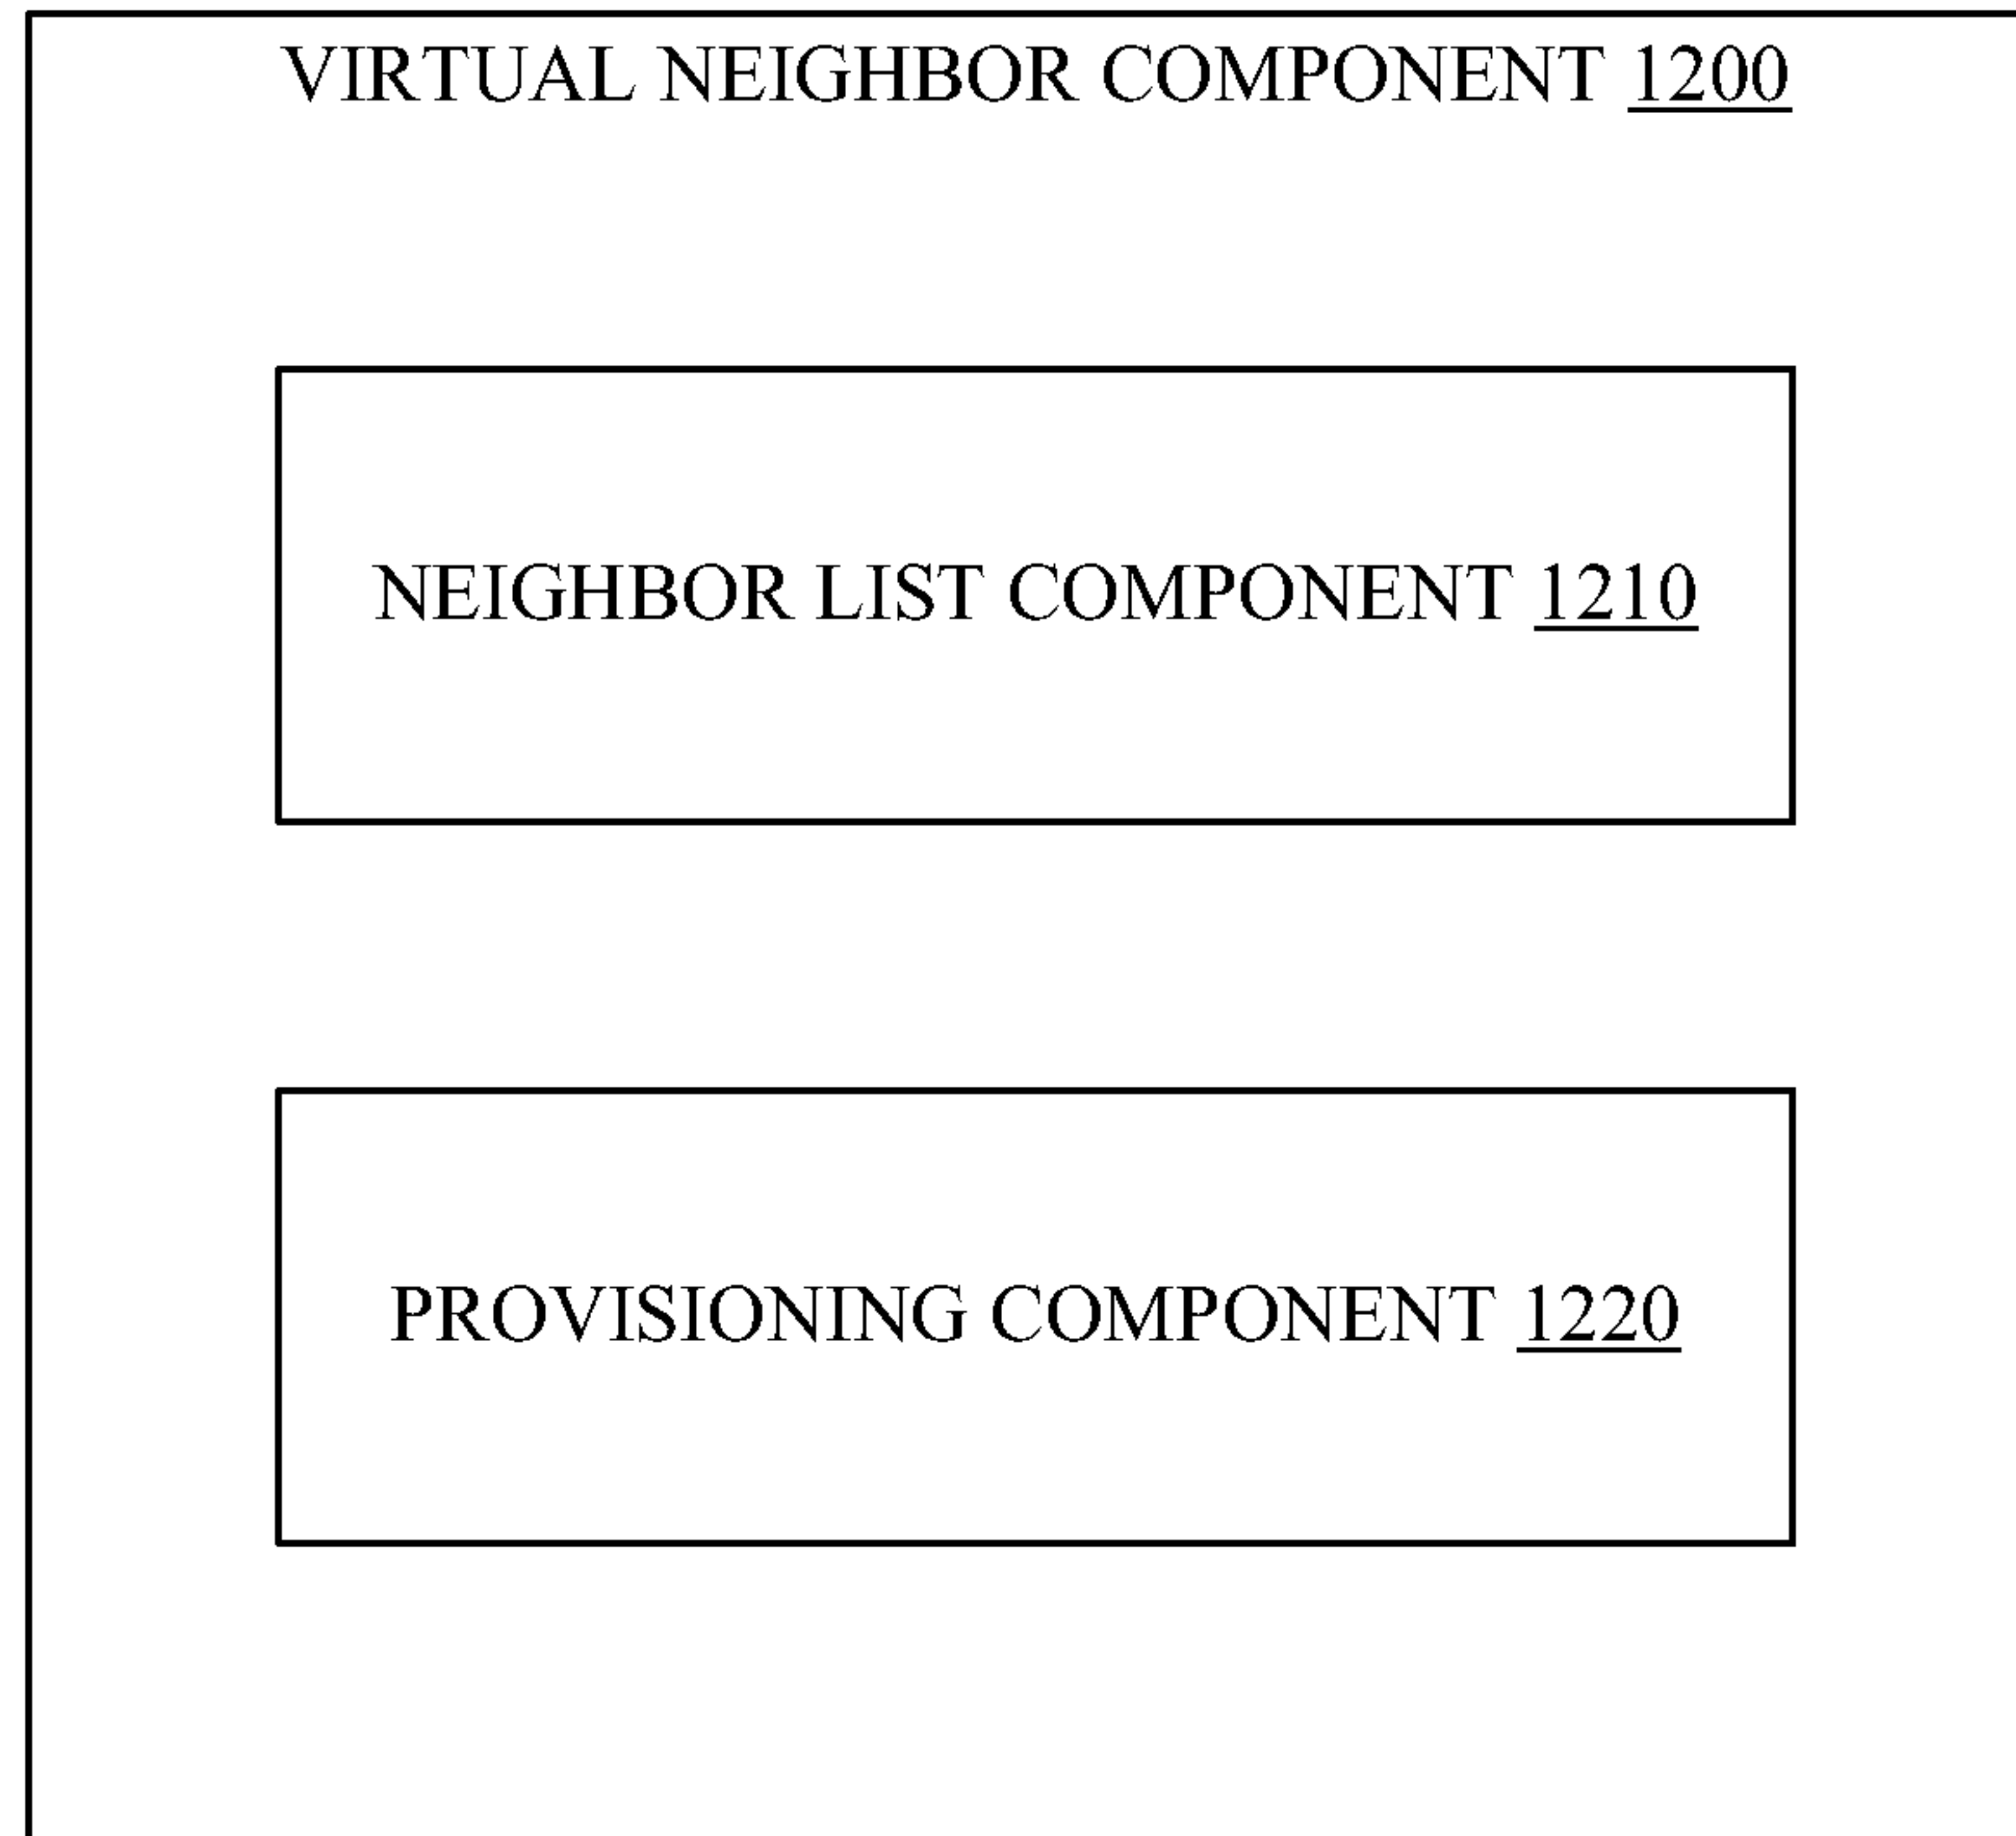 VIRTUAL NEIGHBOR COMPONENT 1200
NEIGHBOR LIST COMPONENT 1210
PROVISIONING COMPONENT 1220